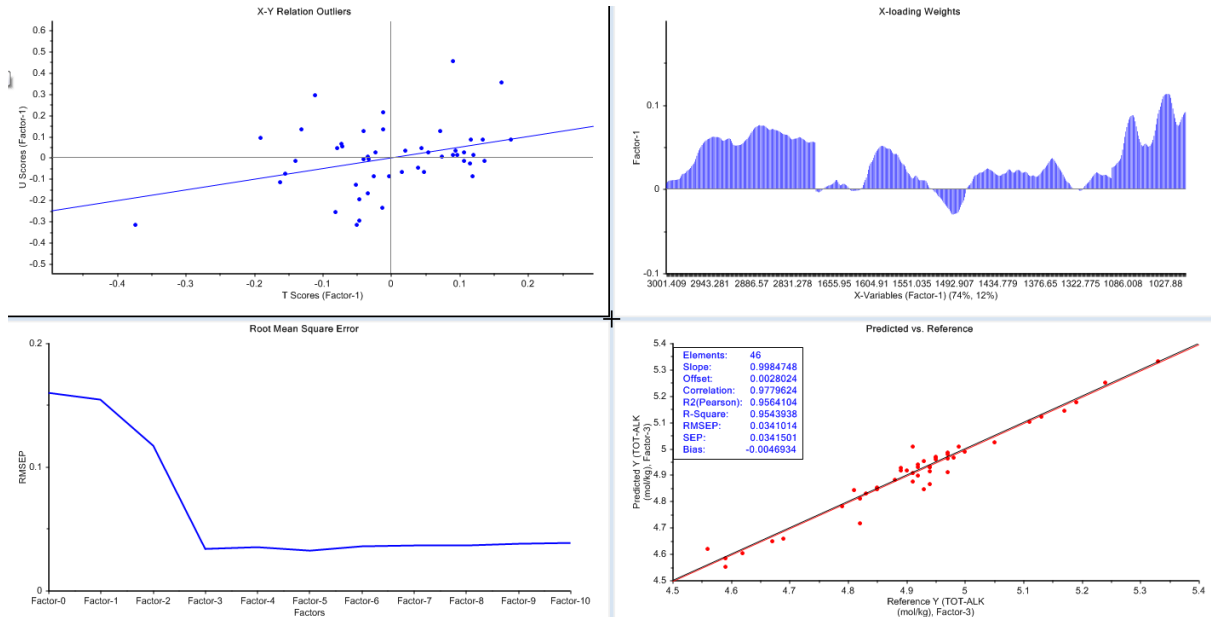 X-Y Relation Outliers
U Scores (Factor-1)
0.6
0.5
0.4
0.3
0.2
0.1
0
-0.1
-0.2
-0.3
-0.4
-0.5
-0.4 -0.3 -0.2 -0.1 0 0.1 0.2
T Scores (Factor-1)
X-loading Weights
Factor-1
0.1
0
-0.1
3001.409 2943.281 2886.57 2831.278 1655.95 1604.91 1551.035 1492.907 1434.779 1376.65 1322.775 1086.008 1027.88
X-Variables (Factor-1) (74%, 12%)
Root Mean Square Error
RMSEP
0.2
0.1
0
Factor-0 Factor-1 Factor-2 Factor-3 Factor-4 Factor-5 Factor-6 Factor-7 Factor-8 Factor-9 Factor-10
Factors
Predicted vs. Reference
Predicted Y (TOT-ALK
(mol/kg), Factor-3)
5.4
5.3
5.2
5.1
5
4.9
4.8
4.7
4.6
4.5
Elements: 46
Slope: 0.9984748
Offset: 0.0028024
Correlation: 0.9779624
R2(Pearson): 0.9564104
R-Square: 0.9543938
RMSEP: 0.0341014
SEP: 0.0341501
Bias: -0.0046934
4.5 4.6 4.7 4.8 4.9 5 5.1 5.2 5.3 5.4
Reference Y (TOT-ALK
(mol/kg), Factor-3)